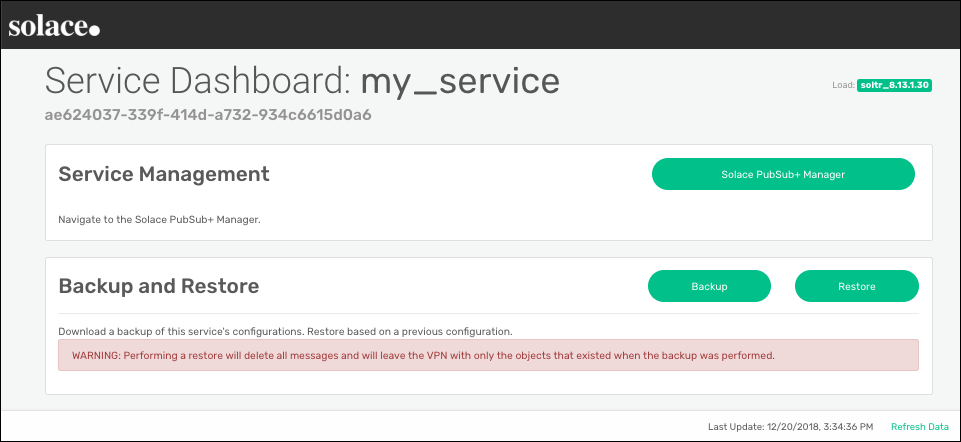 solace.
Service Dashboard: my_service
Load: soltr_8.13.1.30
ae624037-339f-414d-a732-934c6615d0a6
Service Management
Solace PubSub+ Manager
Navigate to the Solace PubSub+ Manager.
Backup and Restore
Backup
Restore
Download a backup of this service's configurations. Restore based on a previous configuration.
WARNING: Performing a restore will delete all messages and will leave the VPN with only the objects that existed when the backup was performed.
Last Update: 12/20/2018, 3:34:36 PM
Refresh Data